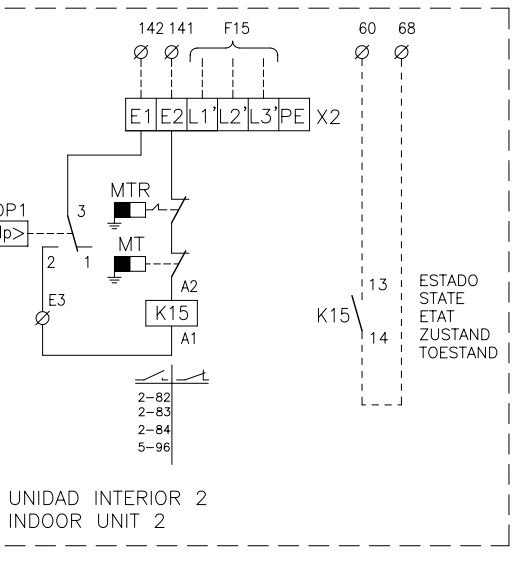 142 141 F15 60 68
E1 E2 L1' L2' L3' PE X2
MTR
DP1 3
dp> MT
2 1
A2 13 ESTADO
E3 STATE
K15 K15 ETAT
A1 14 ZUSTAND
TOESTAND
2-82
2-83
2-84
5-96
UNIDAD INTERIOR 2
INDOOR UNIT 2